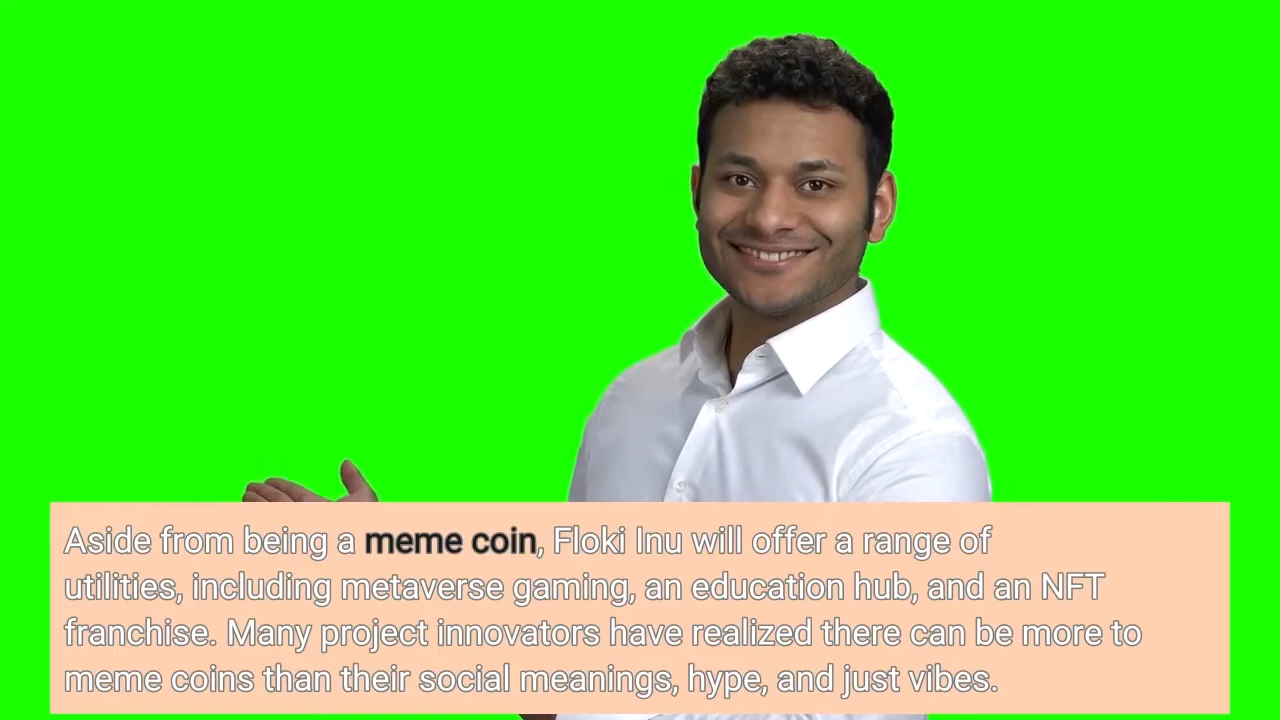 Aside from being a meme coin, Floki Inu will offer a range of
utilities, including metaverse gaming, an education hub, and an NFT
franchise. Many project innovators have realized there can be more to
meme coins than their social meanings, hype, and just vibes.